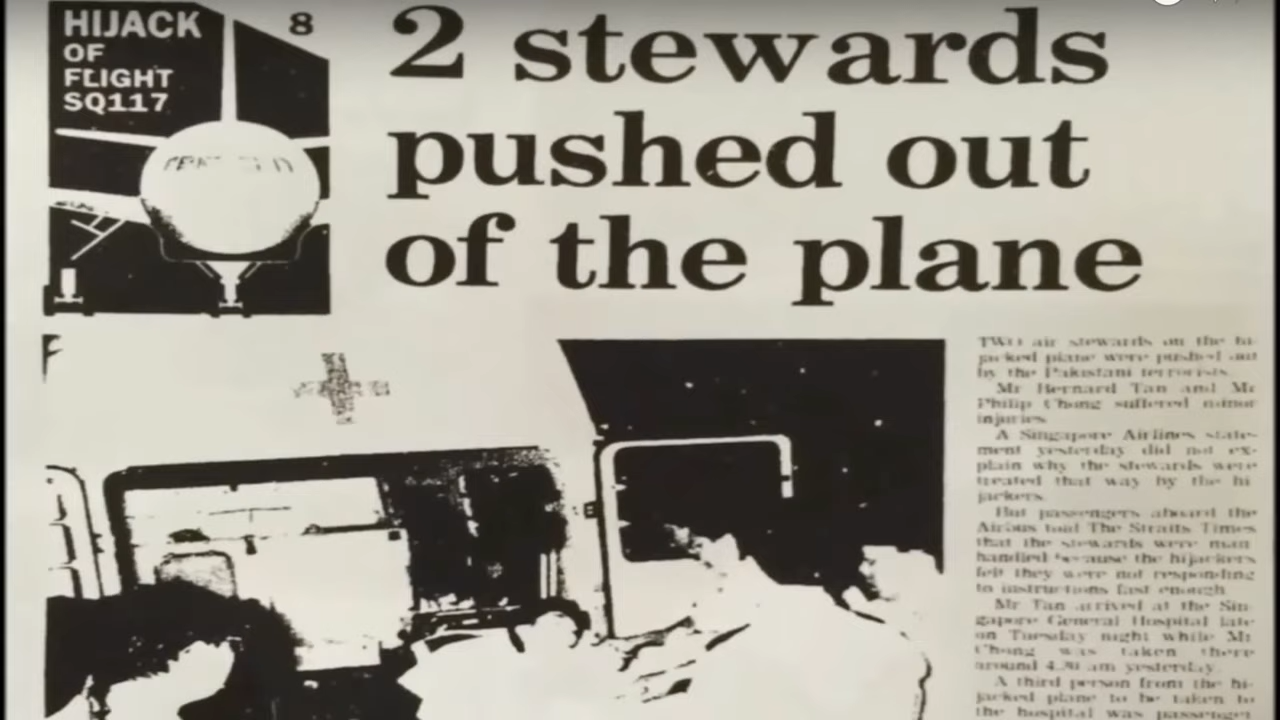 HIJACK
OF
FLIGHT
SQ117
8
2 stewards
pushed out
of the plane
TWO air stewards on the hi-
jacked plane were pushed out
by the Pakistani terrorists.
Mr Bernard Tan and Mr
Philip Chong suffered minor
injuries.
A Singapore Airlines state-
ment yesterday did not ex-
plain why the stewards were
treated that way by the hi-
jackers.
But passengers aboard the
Airbus told The Straits Times
that the stewards were man-
handled because the hijackers
felt they were not responding
to instructions fast enough.
Mr Tan arrived at the Sin-
gapore General Hospital late
on Tuesday night while Mr
Chong was taken there
around 4.30 am yesterday.
A third person from the hi-
jacked plane to be taken to
the hospital was passenger